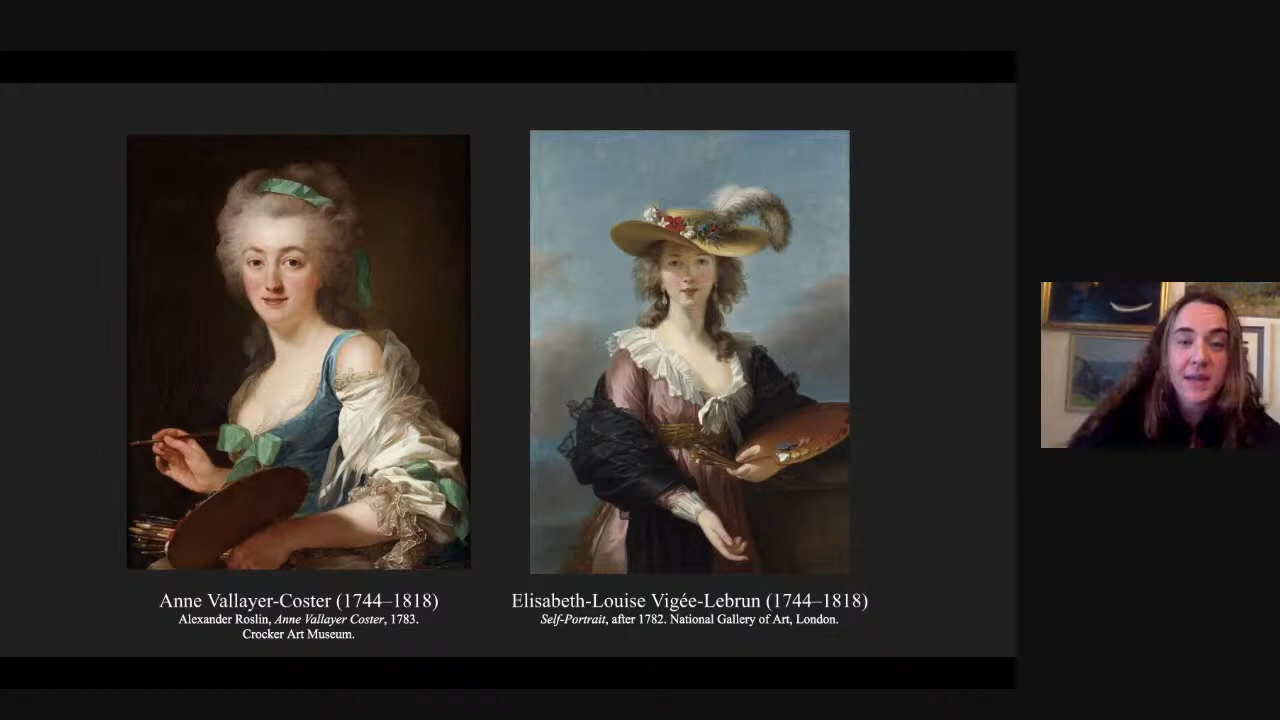 Anne Vallayer-Coster (1744–1818)
Alexander Roslin, Anne Vallayer Coster, 1783.
Crocker Art Museum.
Elisabeth-Louise Vigée-Lebrun (1744–1818)
Self-Portrait, after 1782. National Gallery of Art, London.